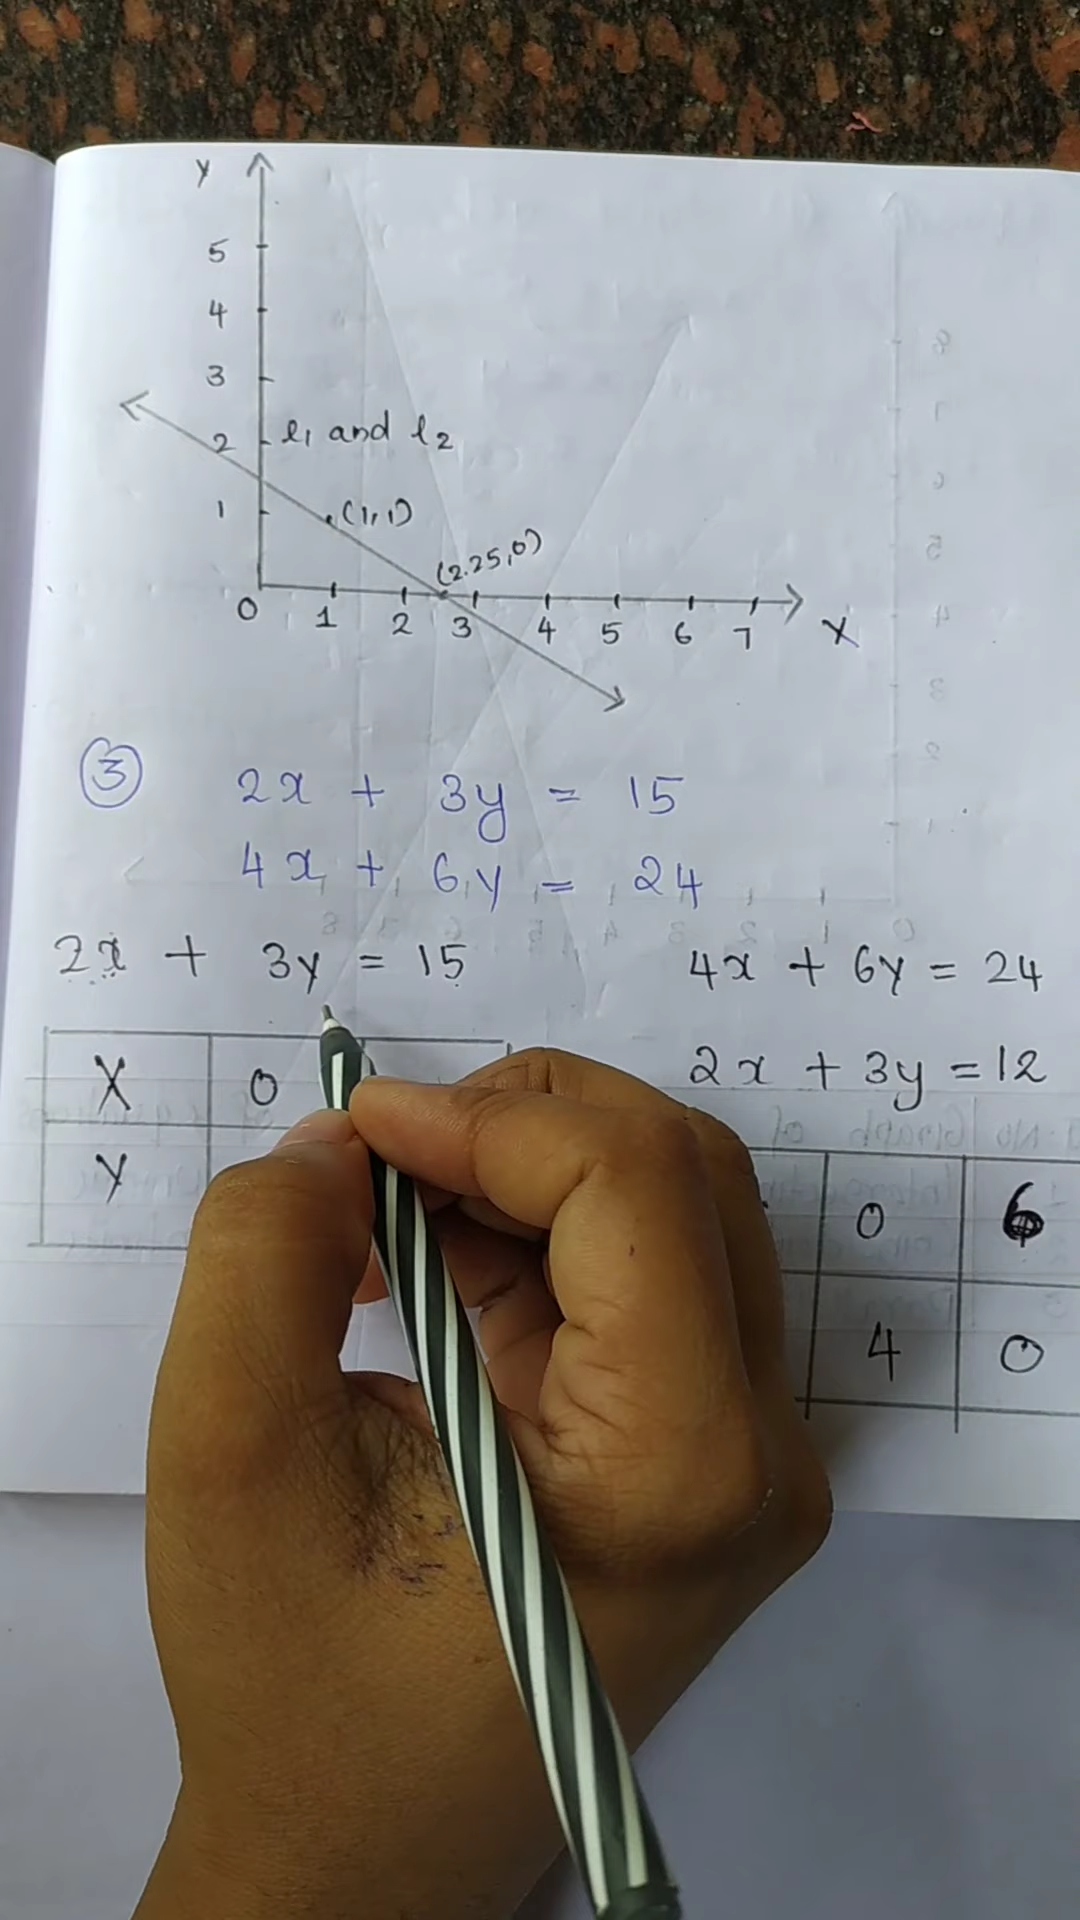 Y
5
4
3
2 l₁ and l₂
1 (1,1)
(2.25,0)
0 1 2 3 4 5 6 7 X
③ 2x + 3y = 15
4x + 6y = 24
2x + 3y = 15
X 0
Y
4x + 6y = 24
2x + 3y = 12
0 6
4 0